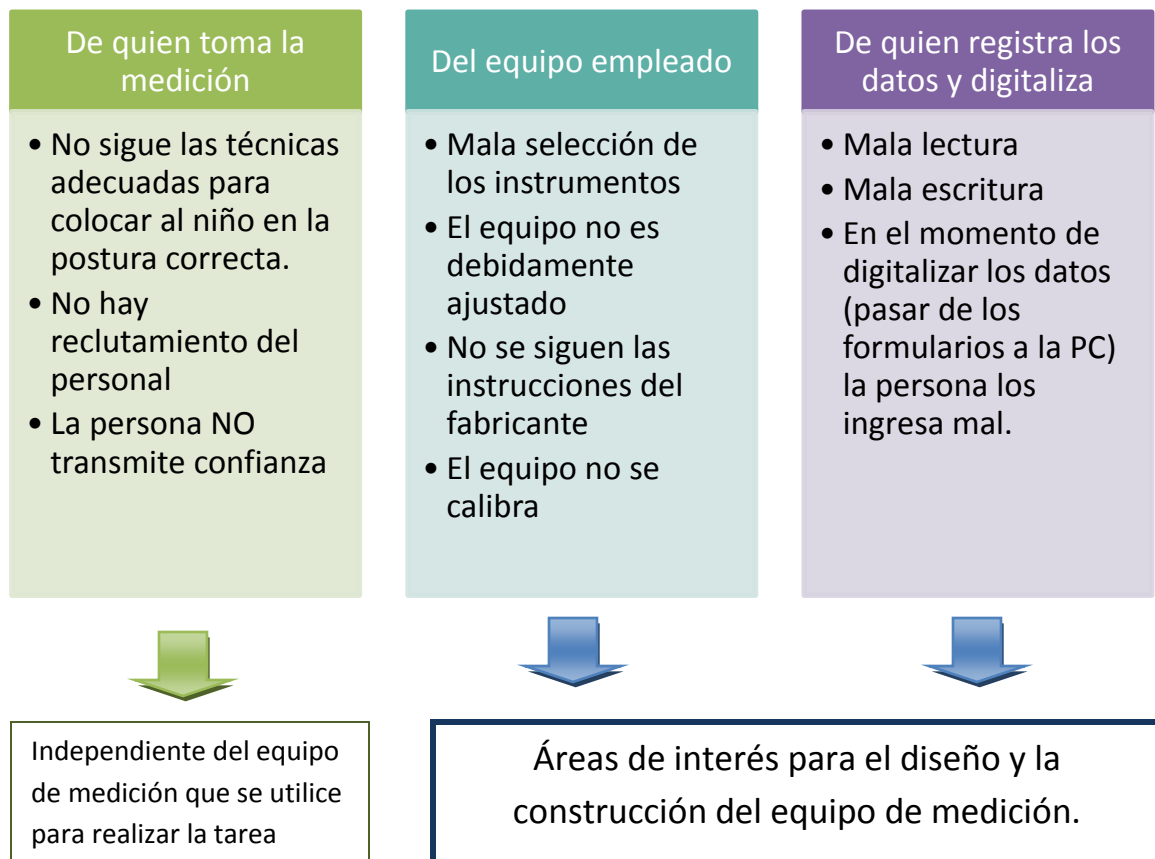 De quien toma la
medición
• No sigue las técnicas
adecuadas para
colocar al niño en la
postura correcta.
• No hay
reclutamiento del
personal
• La persona NO
transmite confianza
Del equipo empleado
• Mala selección de
los instrumentos
• El equipo no es
debidamente
ajustado
• No se siguen las
instrucciones del
fabricante
• El equipo no se
calibra
De quien registra los
datos y digitaliza
• Mala lectura
• Mala escritura
• En el momento de
digitalizar los datos
(pasar de los
formularios a la PC)
la persona los
ingresa mal.
Independiente del equipo
de medición que se utilice
para realizar la tarea
Áreas de interés para el diseño y la
construcción del equipo de medición.